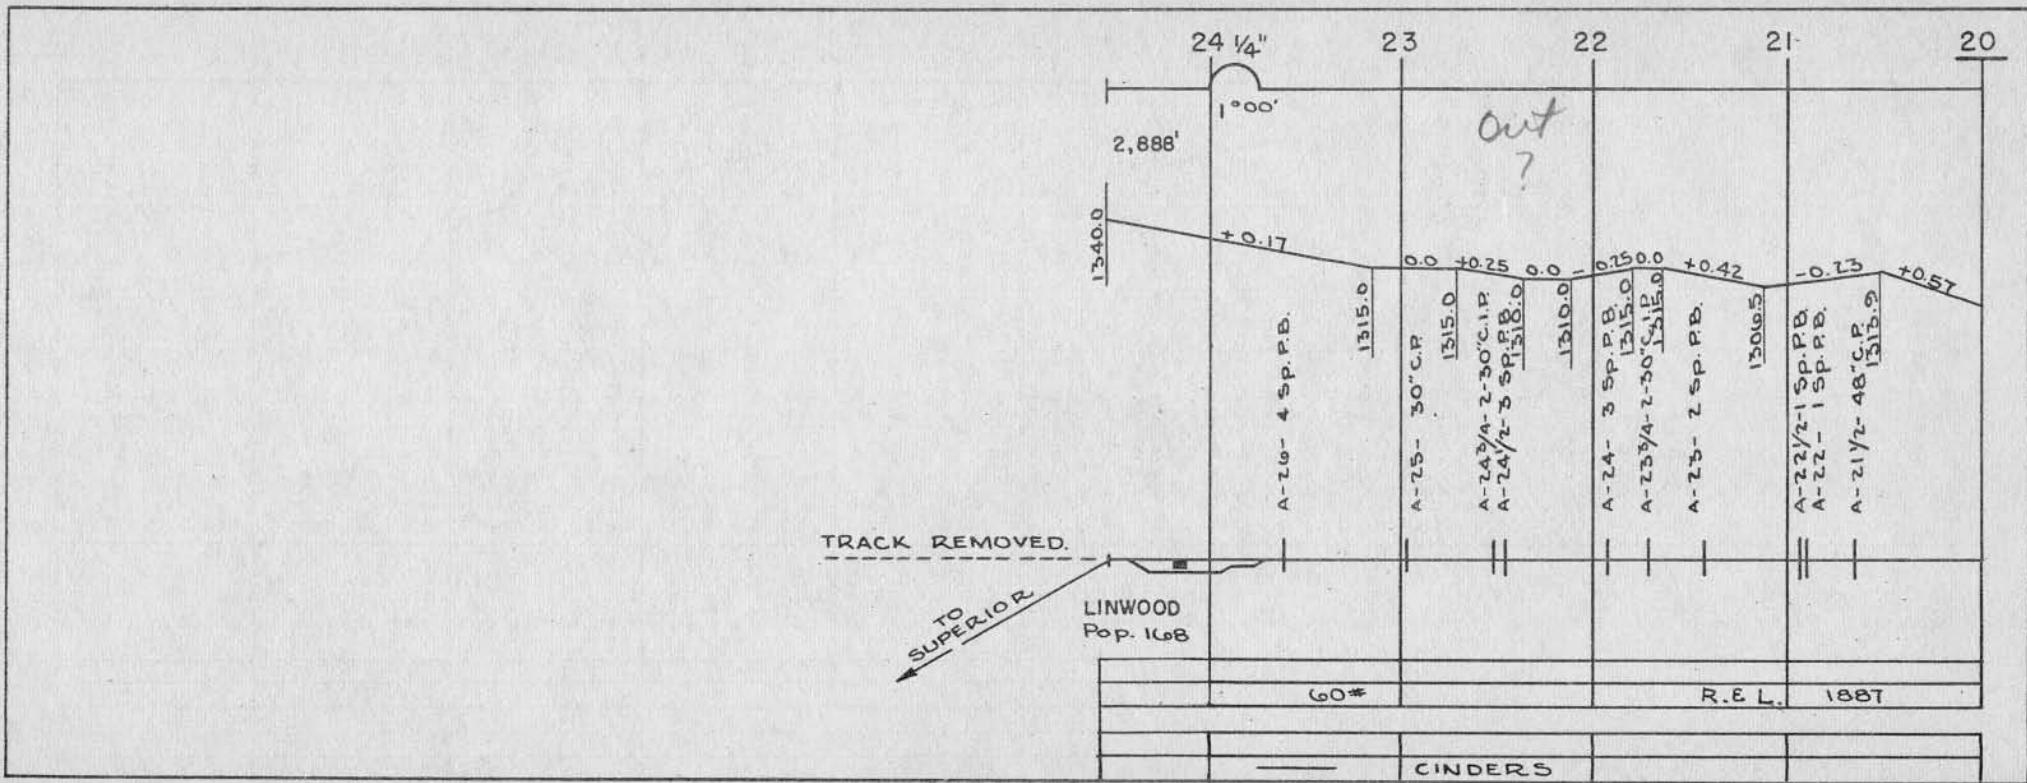 24 1/4" 23 22 21 20
1°00'
2,888'
Out
?
1340.0
+0.17
0.0 +0.25 0.0 - 0.25 0.0 +0.42 -0.23 +0.57
A-26- 4 Sp. P.B.
1315.0
A-25- 30" C.P.
1315.0
A-24 3/4- 2-30" C.I.P.
A-24 1/2- 3 Sp. P.B.
1310.0
1310.0
A-24- 3 Sp. P.B.
1315.0
A-23 3/4- 2-30" C.I.P.
1315.0
A-23- 2 Sp. P.B.
1306.5
A-22 1/2- 1 Sp. P.B.
A-22- 1 Sp. P.B.
A-21 1/2- 48" C.P.
1313.9
TRACK REMOVED.
TO
SUPERIOR
LINWOOD
Pop. 168
60# R.E L. 1887
CINDERS